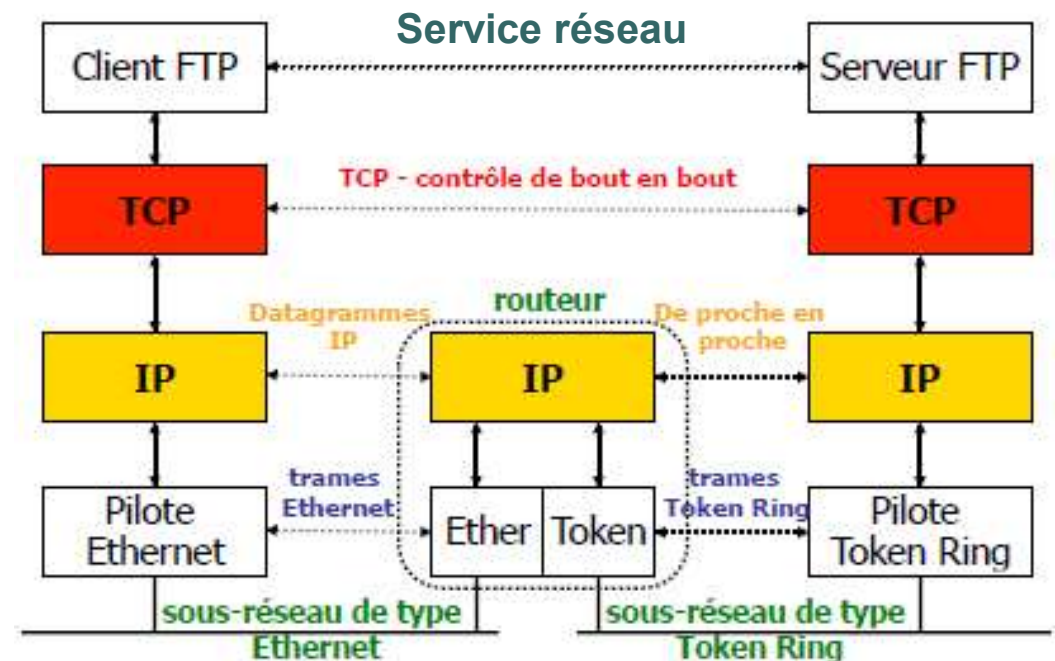 Service réseau
Client FTP
Serveur FTP
TCP - contrôle de bout en bout
TCP
TCP
routeur
Datagrammes
IP
De proche en
proche
IP
IP
IP
trames
Ethernet
trames
Token Ring
Pilote
Ethernet
Ether
Token
Pilote
Token Ring
sous-réseau de type
Ethernet
sous-réseau de type
Token Ring